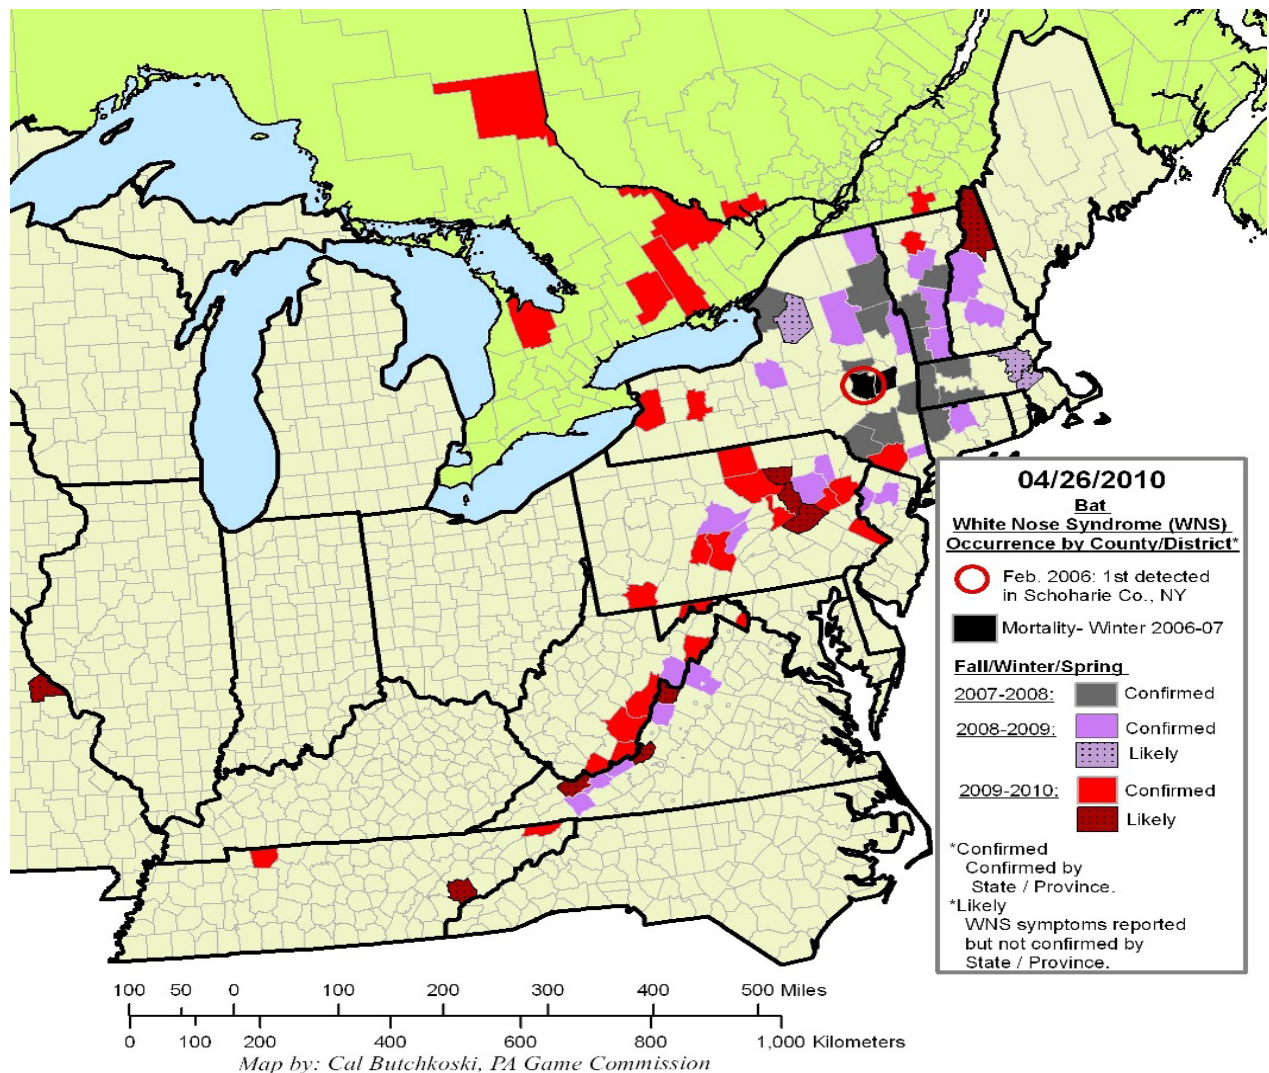 04/26/2010
Bat
White Nose Syndrome (WNS)
Occurrence by County/District*
Feb. 2006: 1st detected
in Schoharie Co., NY
Mortality- Winter 2006-07
Fall/Winter/Spring
2007-2008: Confirmed
2008-2009: Confirmed
Likely
2009-2010: Confirmed
Likely
*Confirmed
Confirmed by
State / Province.
*Likely
WNS symptoms reported
but not confirmed by
State / Province.
100 50 0 100 200 300 400 500 Miles
0 100 200 400 600 800 1,000 Kilometers
Map by: Cal Butchkoski, PA Game Commission